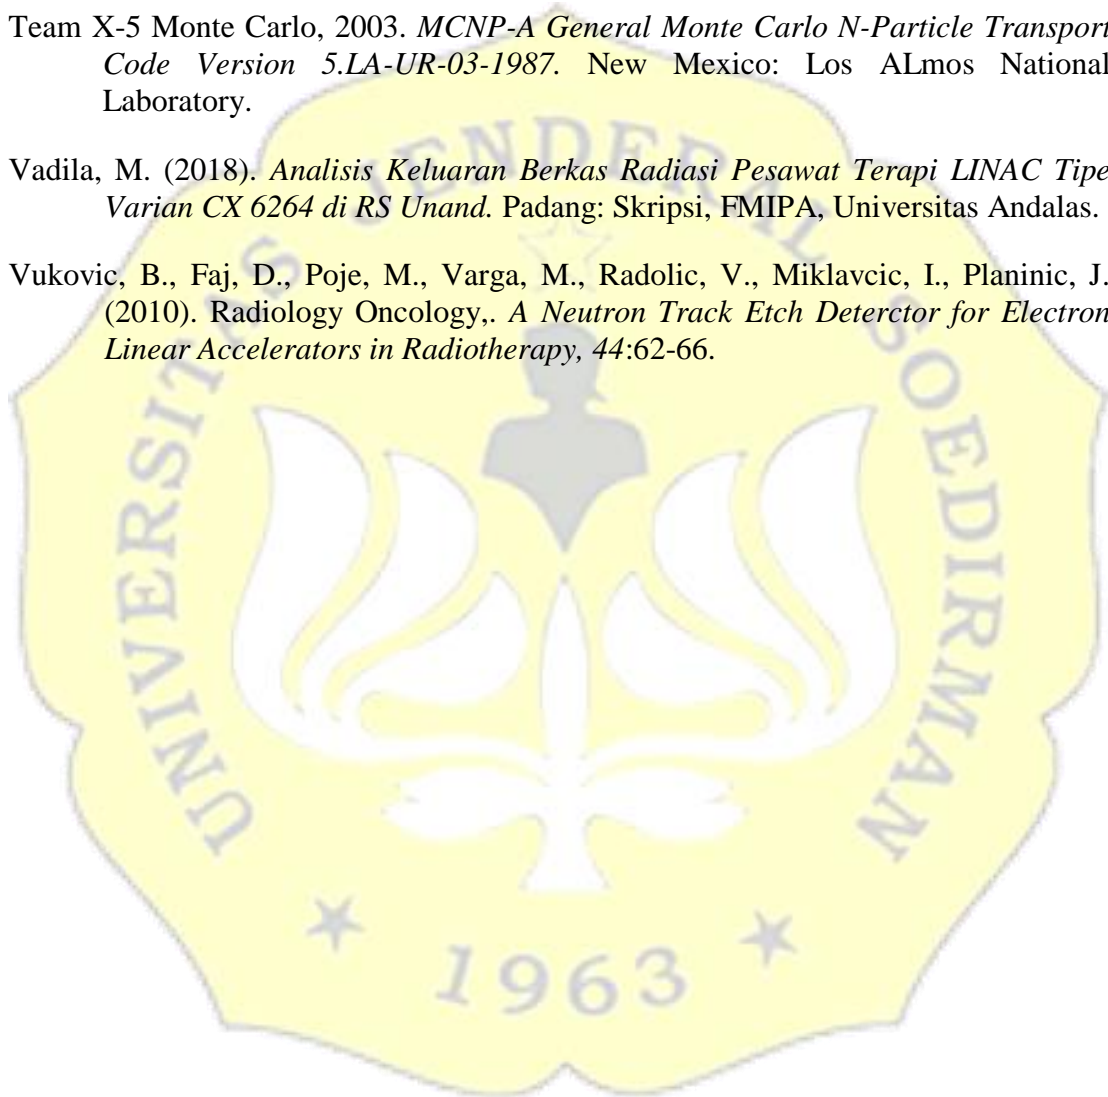 Team X-5 Monte Carlo, 2003. MCNP-A General Monte Carlo N-Particle Transport
Code Version 5.LA-UR-03-1987. New Mexico: Los ALmos National
Laboratory.
Vadila, M. (2018). Analisis Keluaran Berkas Radiasi Pesawat Terapi LINAC Tipe
Varian CX 6264 di RS Unand. Padang: Skripsi, FMIPA, Universitas Andalas.
Vukovic, B., Faj, D., Poje, M., Varga, M., Radolic, V., Miklavcic, I., Planinic, J.
(2010). Radiology Oncology,. A Neutron Track Etch Deterctor for Electron
Linear Accelerators in Radiotherapy, 44:62-66.
UNIVERSITAS JENDERAL SOEDIRMAN
1963